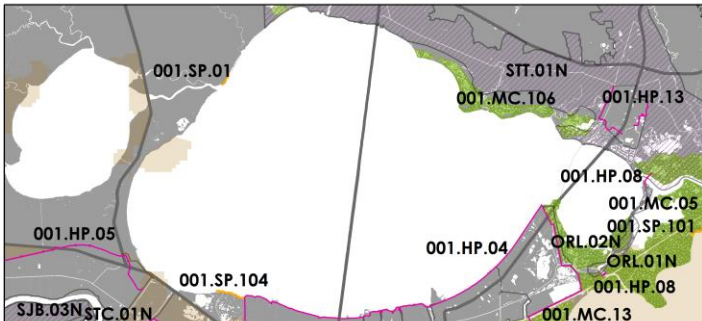 001.SP.01
STT.01N
001.MC.106
001.HP.13
001.HP.08
001.MC.05
001.SP.101
001.HP.05
001.HP.04
ORL.02N
ORL.01N
001.SP.104
001.HP.08
SJB.03N
STC.01N
001.MC.13